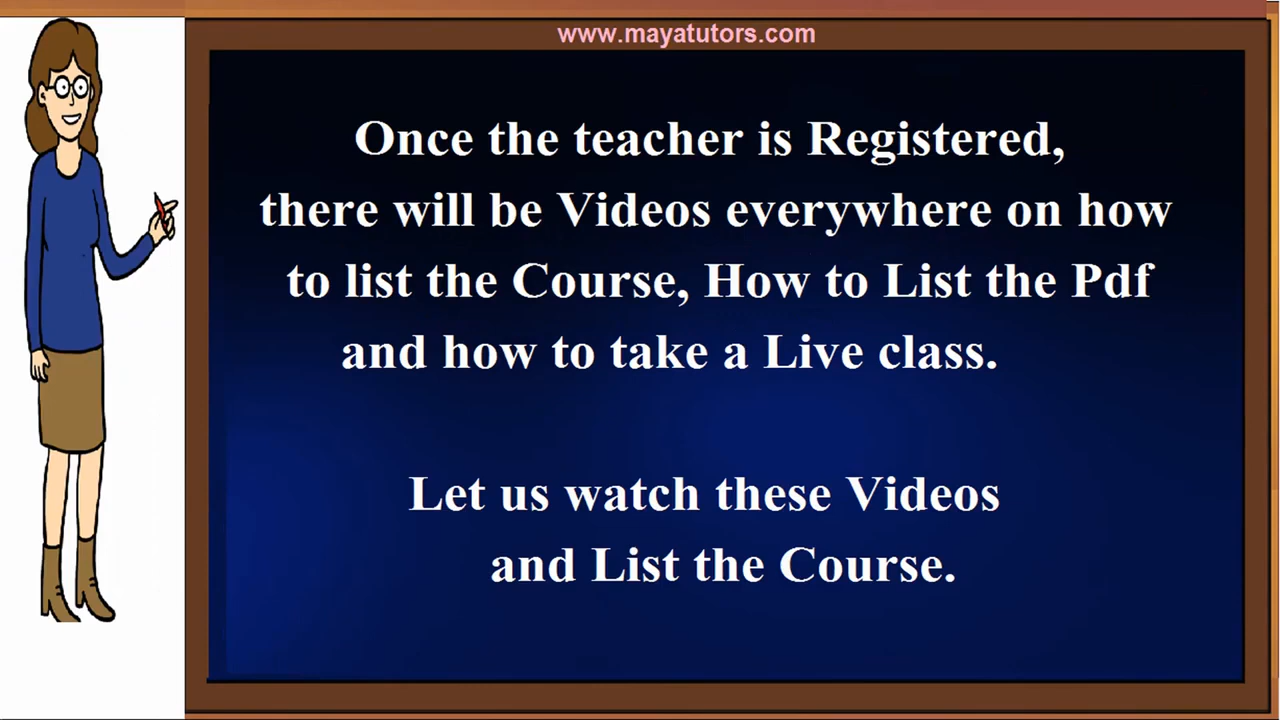 www.mayatutors.com
Once the teacher is Registered,
there will be Videos everywhere on how
to list the Course, How to List the Pdf
and how to take a Live class.
Let us watch these Videos
and List the Course.